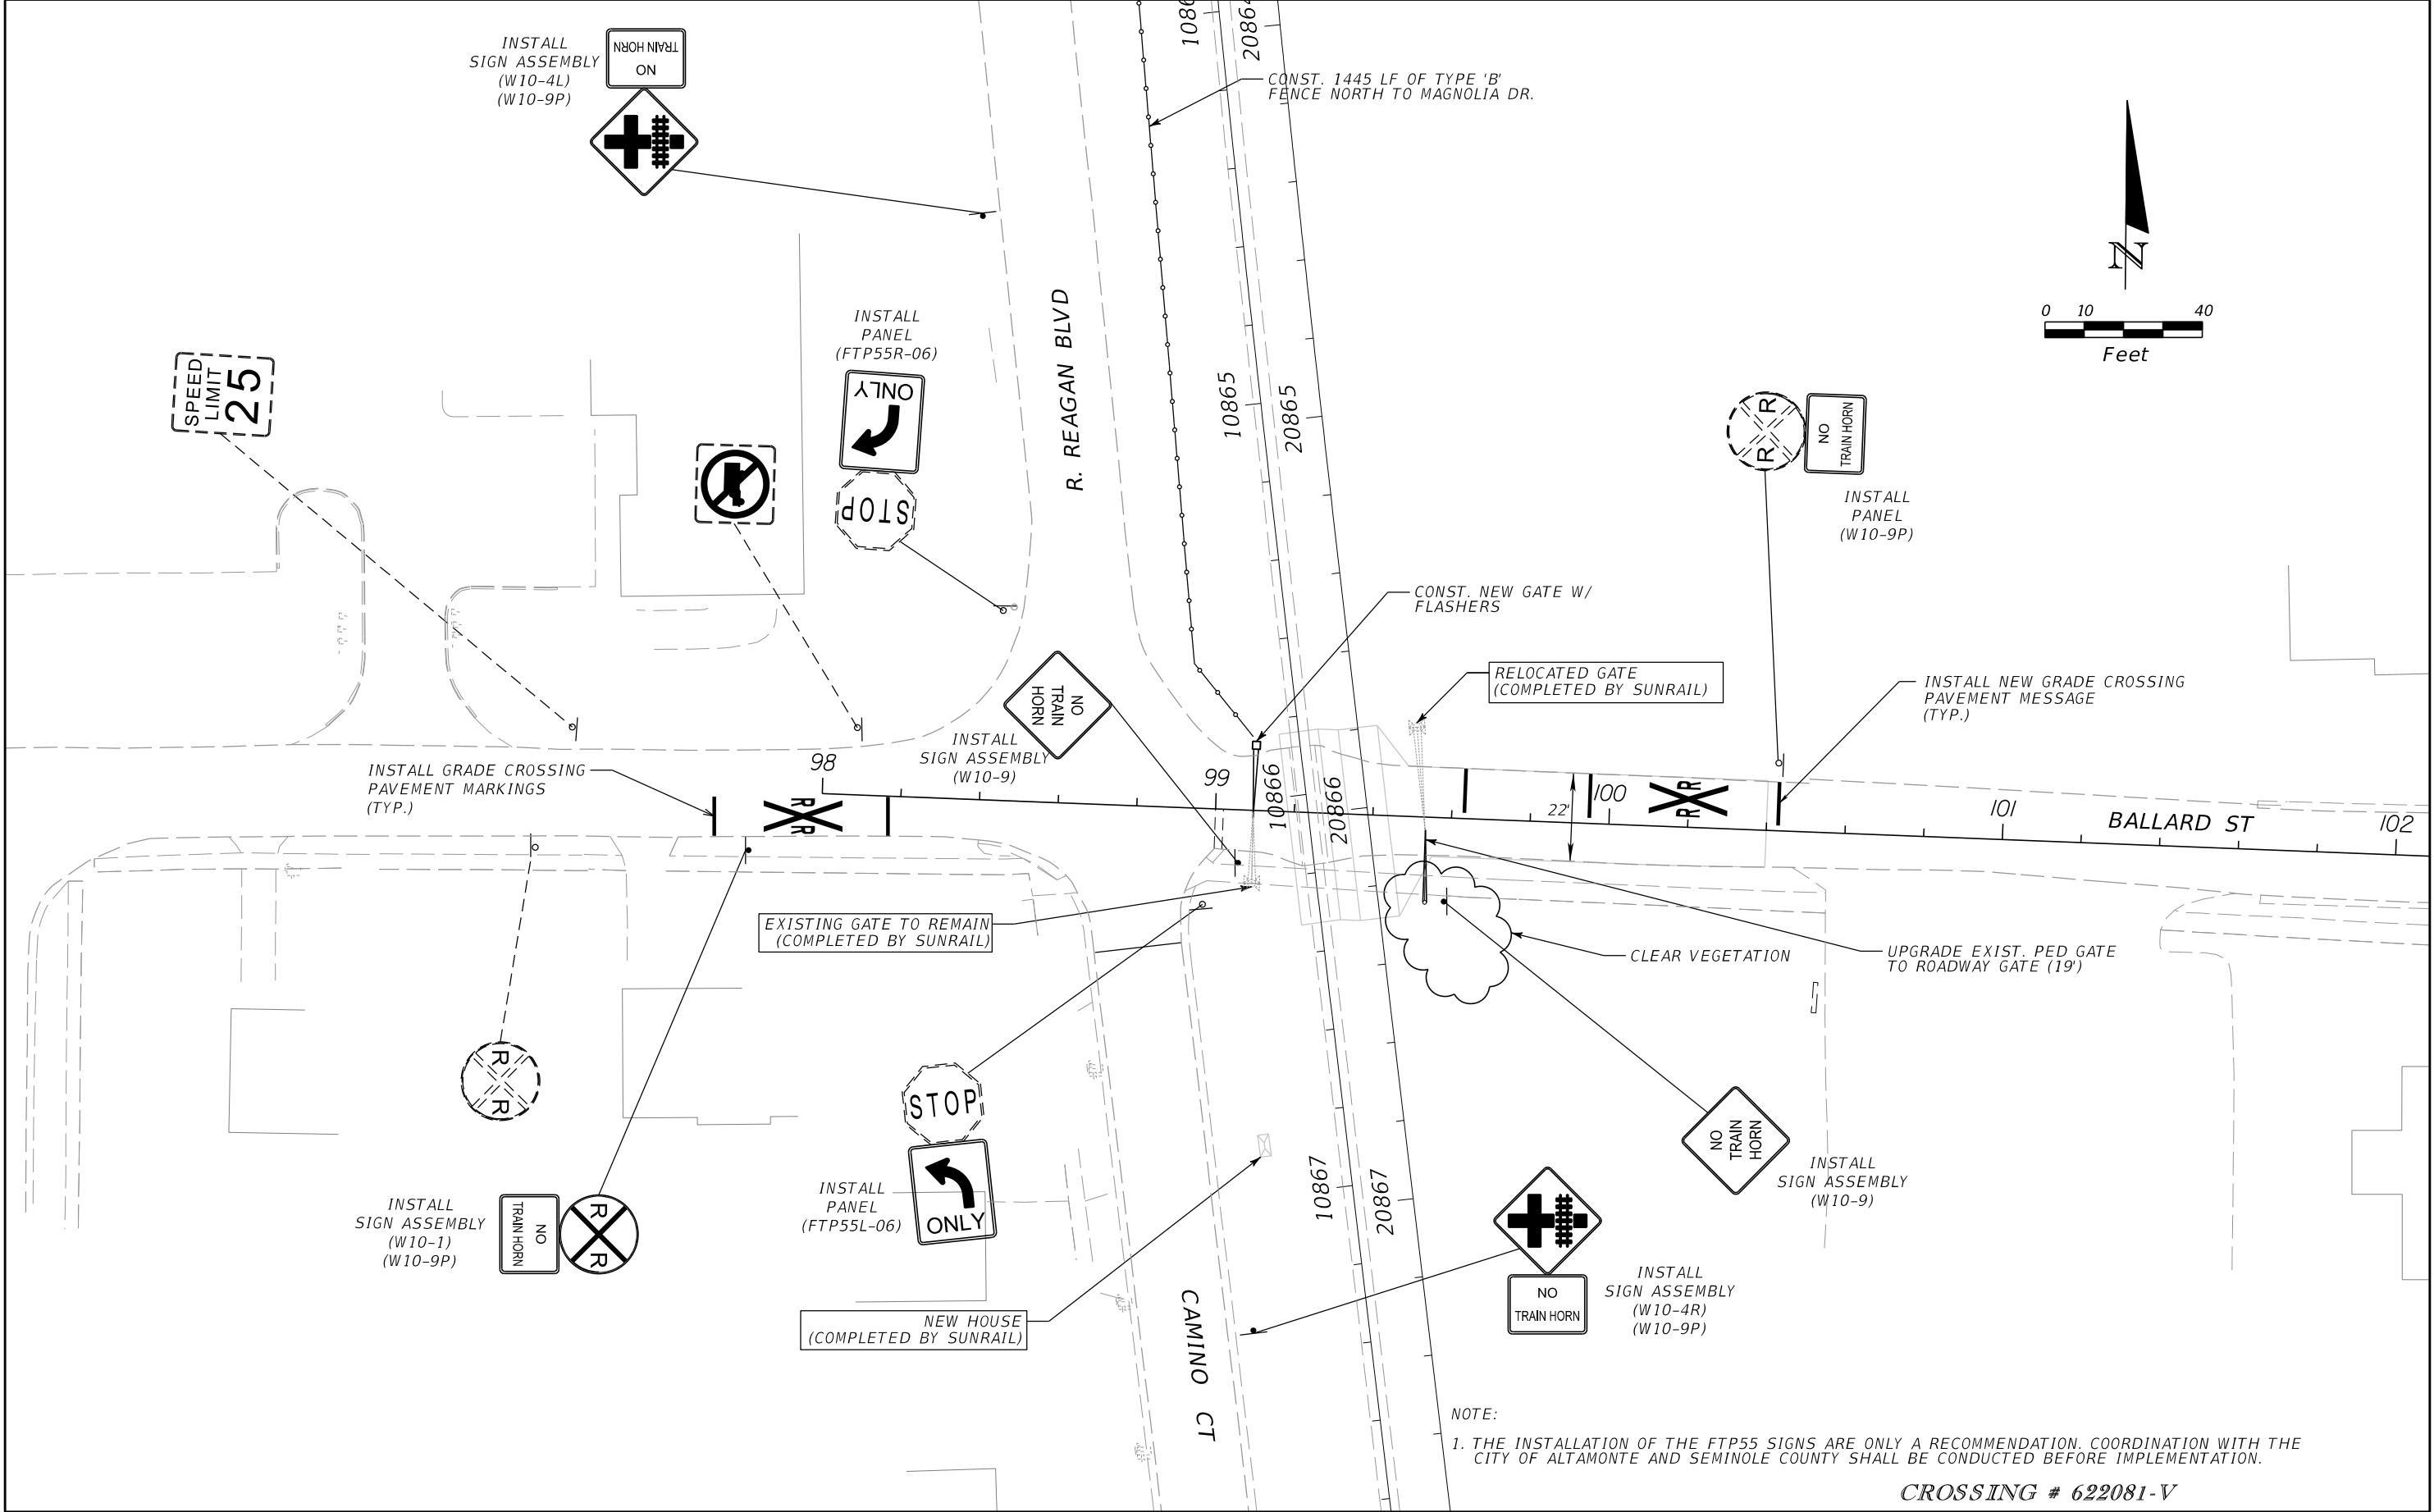 INSTALL
SIGN ASSEMBLY
(W10-4L)
(W10-9P)
NO
TRAIN HORN
CONST. 1445 LF OF TYPE 'B'
FENCE NORTH TO MAGNOLIA DR.
N
0 10 40
Feet
R. REAGAN BLVD
10865
20864
20865
SPEED
LIMIT
25
INSTALL
PANEL
(FTP55R-06)
ONLY
STOP
R R
NO
TRAIN HORN
INSTALL
PANEL
(W10-9P)
CONST. NEW GATE W/
FLASHERS
RELOCATED GATE
(COMPLETED BY SUNRAIL)
INSTALL NEW GRADE CROSSING
PAVEMENT MESSAGE
(TYP.)
NO
TRAIN
HORN
INSTALL
SIGN ASSEMBLY
(W10-9)
INSTALL GRADE CROSSING
PAVEMENT MARKINGS
(TYP.)
R R
98
99
10866
20866
22'
100
R R
101
BALLARD ST
102
EXISTING GATE TO REMAIN
(COMPLETED BY SUNRAIL)
CLEAR VEGETATION
UPGRADE EXIST. PED GATE
TO ROADWAY GATE (19')
R R
STOP
ONLY
INSTALL
PANEL
(FTP55L-06)
INSTALL
SIGN ASSEMBLY
(W10-1)
(W10-9P)
NO
TRAIN HORN
R R
NEW HOUSE
(COMPLETED BY SUNRAIL)
CAMINO CT
10867
20867
NO
TRAIN
HORN
INSTALL
SIGN ASSEMBLY
(W10-9)
NO
TRAIN HORN
INSTALL
SIGN ASSEMBLY
(W10-4R)
(W10-9P)
NOTE:
1. THE INSTALLATION OF THE FTP55 SIGNS ARE ONLY A RECOMMENDATION. COORDINATION WITH THE
CITY OF ALTAMONTE AND SEMINOLE COUNTY SHALL BE CONDUCTED BEFORE IMPLEMENTATION.
CROSSING # 622081-V